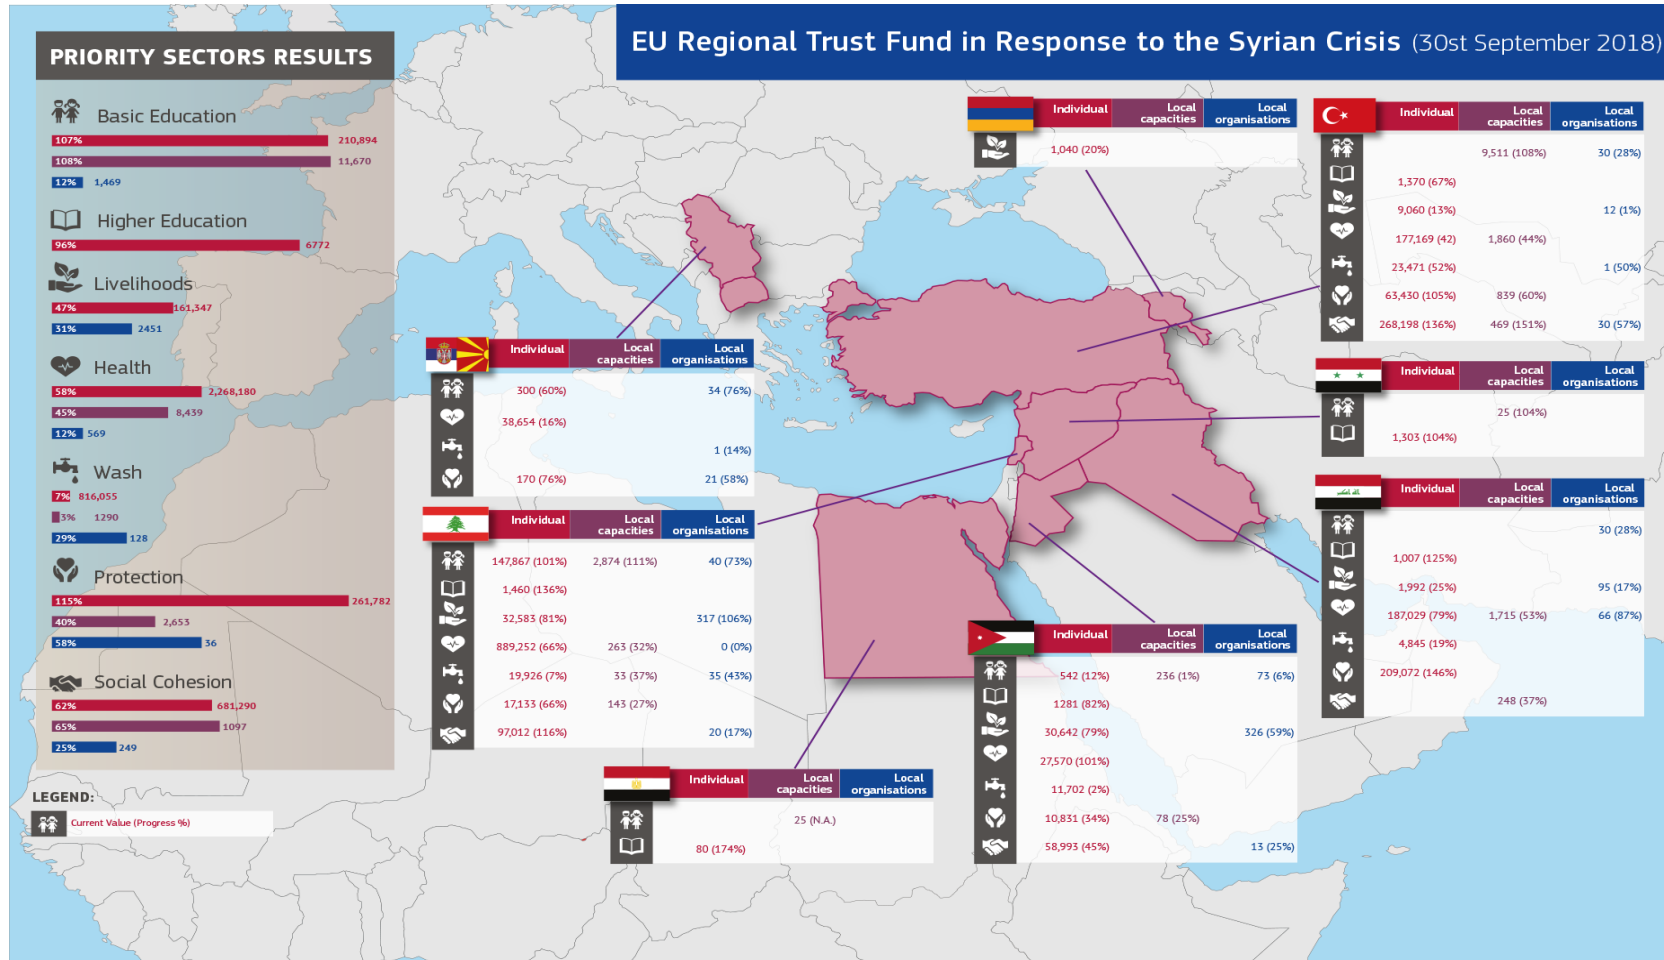 EU Regional Trust Fund in Response to the Syrian Crisis (30st September 2018)
PRIORITY SECTORS RESULTS
Basic Education
107% 210,894
108% 11,670
12% 1,469
Higher Education
96% 6772
Livelihoods
47% 161,347
31% 2451
Health
58% 2,268,180
45% 8,439
12% 569
Wash
7% 816,055
3% 1290
29% 128
Protection
115% 261,782
40% 2,653
58% 36
Social Cohesion
62% 681,290
65% 1097
25% 249
LEGEND:
Current Value (Progress %)
Individual Local capacities Local organisations
300 (60%) 34 (76%)
38,654 (16%)
1 (14%)
170 (76%) 21 (58%)
Individual Local capacities Local organisations
147,867 (101%) 2,874 (111%) 40 (73%)
1,460 (136%)
32,583 (81%) 317 (106%)
889,252 (66%) 263 (32%) 0 (0%)
19,926 (7%) 33 (37%) 35 (43%)
17,133 (66%) 143 (27%)
97,012 (116%) 20 (17%)
Individual Local capacities Local organisations
25 (N.A.)
80 (174%)
Individual Local capacities Local organisations
1,040 (20%)
Individual Local capacities Local organisations
542 (12%) 236 (1%) 73 (6%)
1281 (82%)
30,642 (79%) 326 (59%)
27,570 (101%)
11,702 (2%)
10,831 (34%) 78 (25%)
58,993 (45%) 13 (25%)
Individual Local capacities Local organisations
9,511 (108%) 30 (28%)
1,370 (67%)
9,060 (13%) 12 (1%)
177,169 (42) 1,860 (44%)
23,471 (52%) 1 (50%)
63,430 (105%) 839 (60%)
268,198 (136%) 469 (151%) 30 (57%)
Individual Local capacities Local organisations
25 (104%)
1,303 (104%)
Individual Local capacities Local organisations
30 (28%)
1,007 (125%)
1,992 (25%) 95 (17%)
187,029 (79%) 1,715 (53%) 66 (87%)
4,845 (19%)
209,072 (146%)
248 (37%)